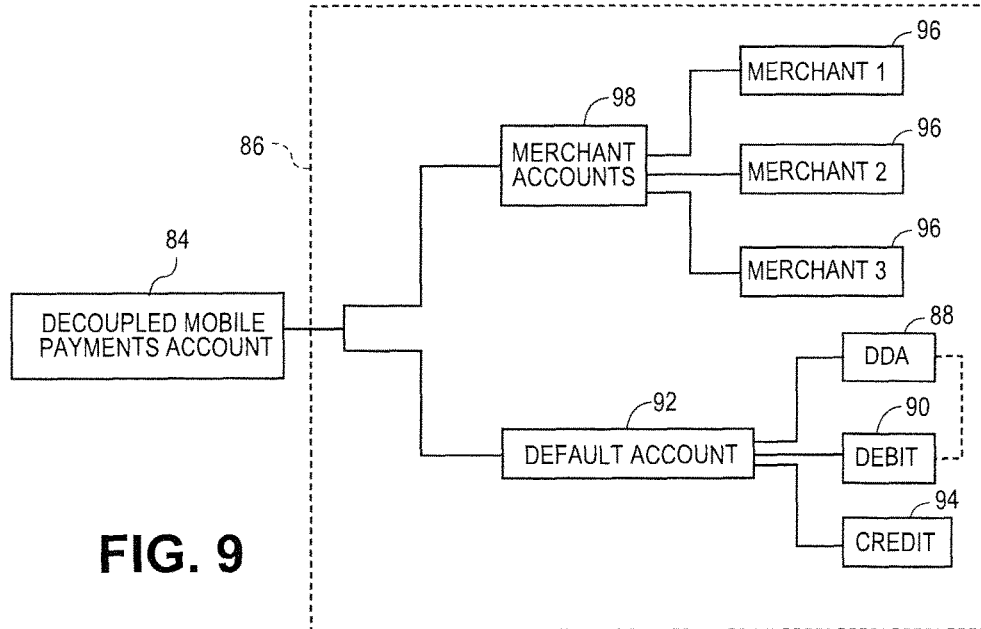 96
MERCHANT 1
98
86
MERCHANT
ACCOUNTS
96
MERCHANT 2
96
MERCHANT 3
84
DECOUPLED MOBILE
PAYMENTS ACCOUNT
88
DDA
92
DEFAULT ACCOUNT
90
DEBIT
94
CREDIT
FIG. 9